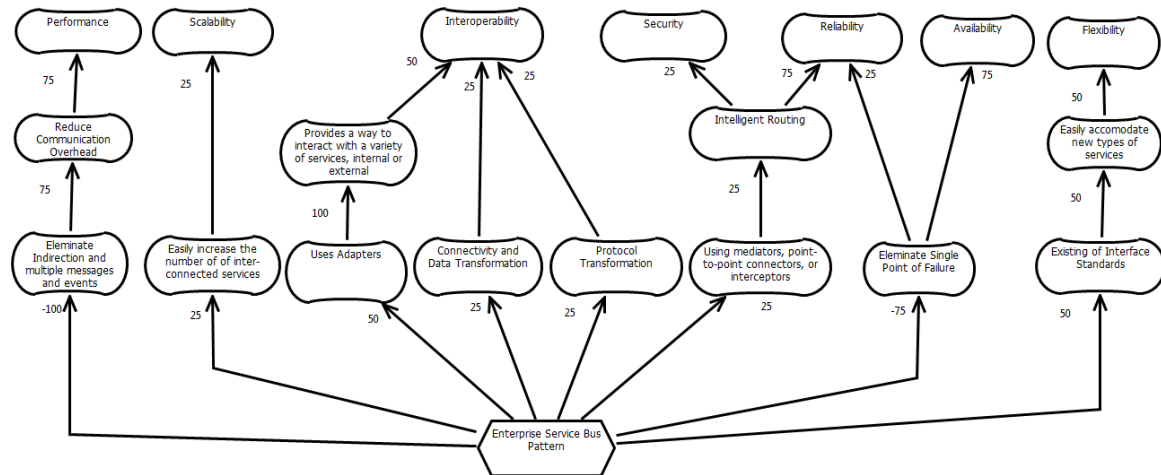 Performance
Scalability
Interoperability
Security
Reliability
Availability
Flexibility
75
25
50
25
25
25
75
25
75
50
Reduce
Communication
Overhead
Provides a way to
interact with a variety
of services, internal or
external
Intelligent Routing
Easily accomodate
new types of
services
75
100
25
50
Eleminate
Indirection and
multiple messages
and events
Easily increase the
number of of inter-
connected services
Uses Adapters
Connectivity and
Data Transformation
Protocol
Transformation
Using mediators, point-
to-point connectors, or
interceptors
Eleminate Single
Point of Failure
Existing of Interface
Standards
-100
25
50
25
25
25
-75
50
Enterprise Service Bus
Pattern